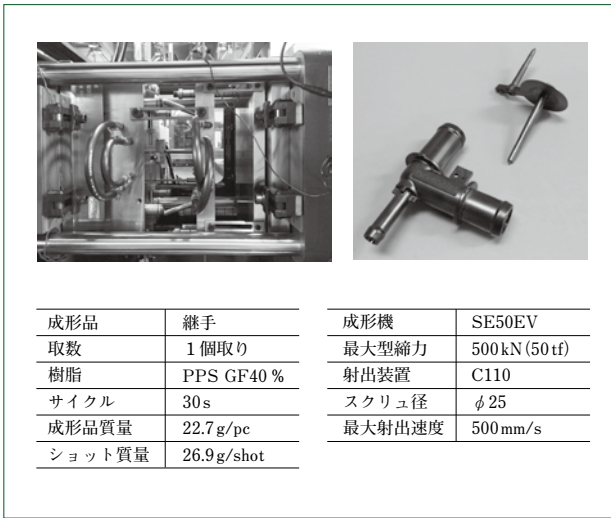 成形品 継手
取数 1個取り
樹脂 PPS GF40%
サイクル 30s
成形品質量 22.7g/pc
ショット質量 26.9g/shot
成形機 SE50EV
最大型締力 500kN(50tf)
射出装置 C110
スクリュ径 φ25
最大射出速度 500mm/s